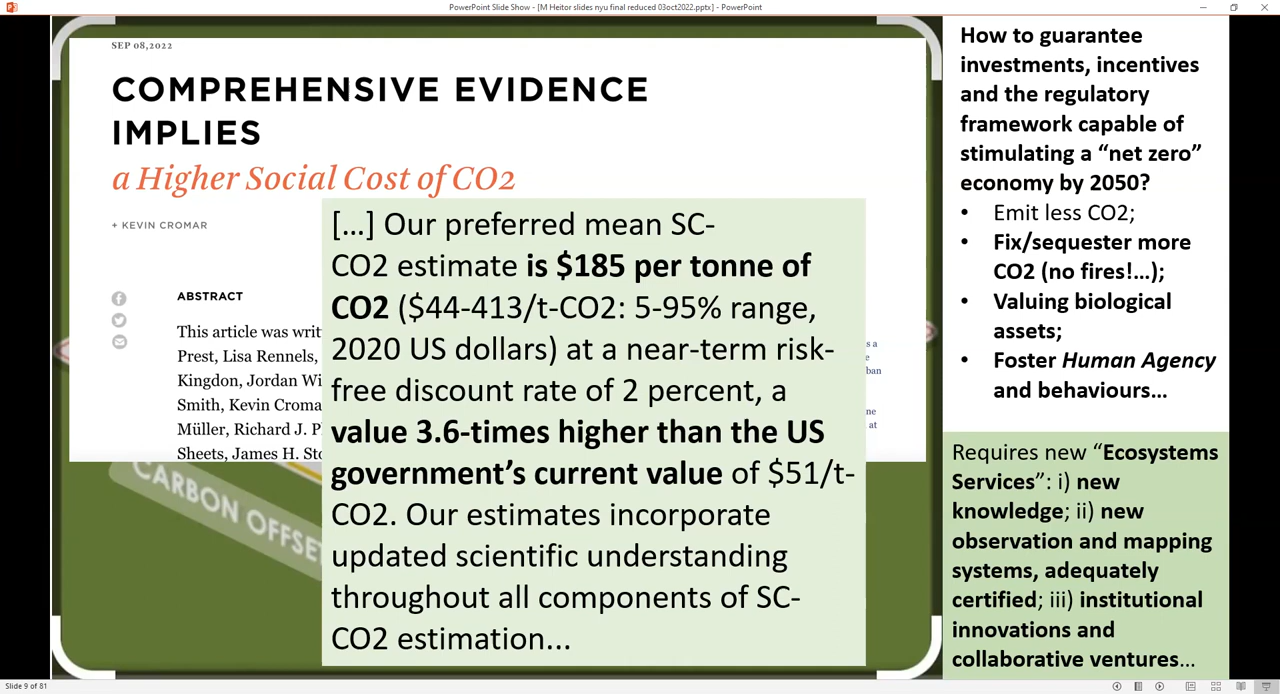 PowerPoint Slide Show - [M Heitor slides nyu final reduced 03oct2022.pptx] - PowerPoint
SEP 08,2022
COMPREHENSIVE EVIDENCE
IMPLIES
a Higher Social Cost of CO2
+ KEVIN CROMAR
ABSTRACT
This article was writ
Prest, Lisa Rennels,
Kingdon, Jordan Wi
Smith, Kevin Croma
Müller, Richard J. P
Sheets, James H. Sto
s a
e
ban
ne
at
CARBON OFFSE
[...] Our preferred mean SC-
CO2 estimate is $185 per tonne of
CO2 ($44-413/t-CO2: 5-95% range,
2020 US dollars) at a near-term risk-
free discount rate of 2 percent, a
value 3.6-times higher than the US
government's current value of $51/t-
CO2. Our estimates incorporate
updated scientific understanding
throughout all components of SC-
CO2 estimation...
How to guarantee
investments, incentives
and the regulatory
framework capable of
stimulating a “net zero”
economy by 2050?
• Emit less CO2;
• Fix/sequester more
CO2 (no fires!...);
• Valuing biological
assets;
• Foster Human Agency
and behaviours...
Requires new “Ecosystems
Services”: i) new
knowledge; ii) new
observation and mapping
systems, adequately
certified; iii) institutional
innovations and
collaborative ventures...
Slide 9 of 81